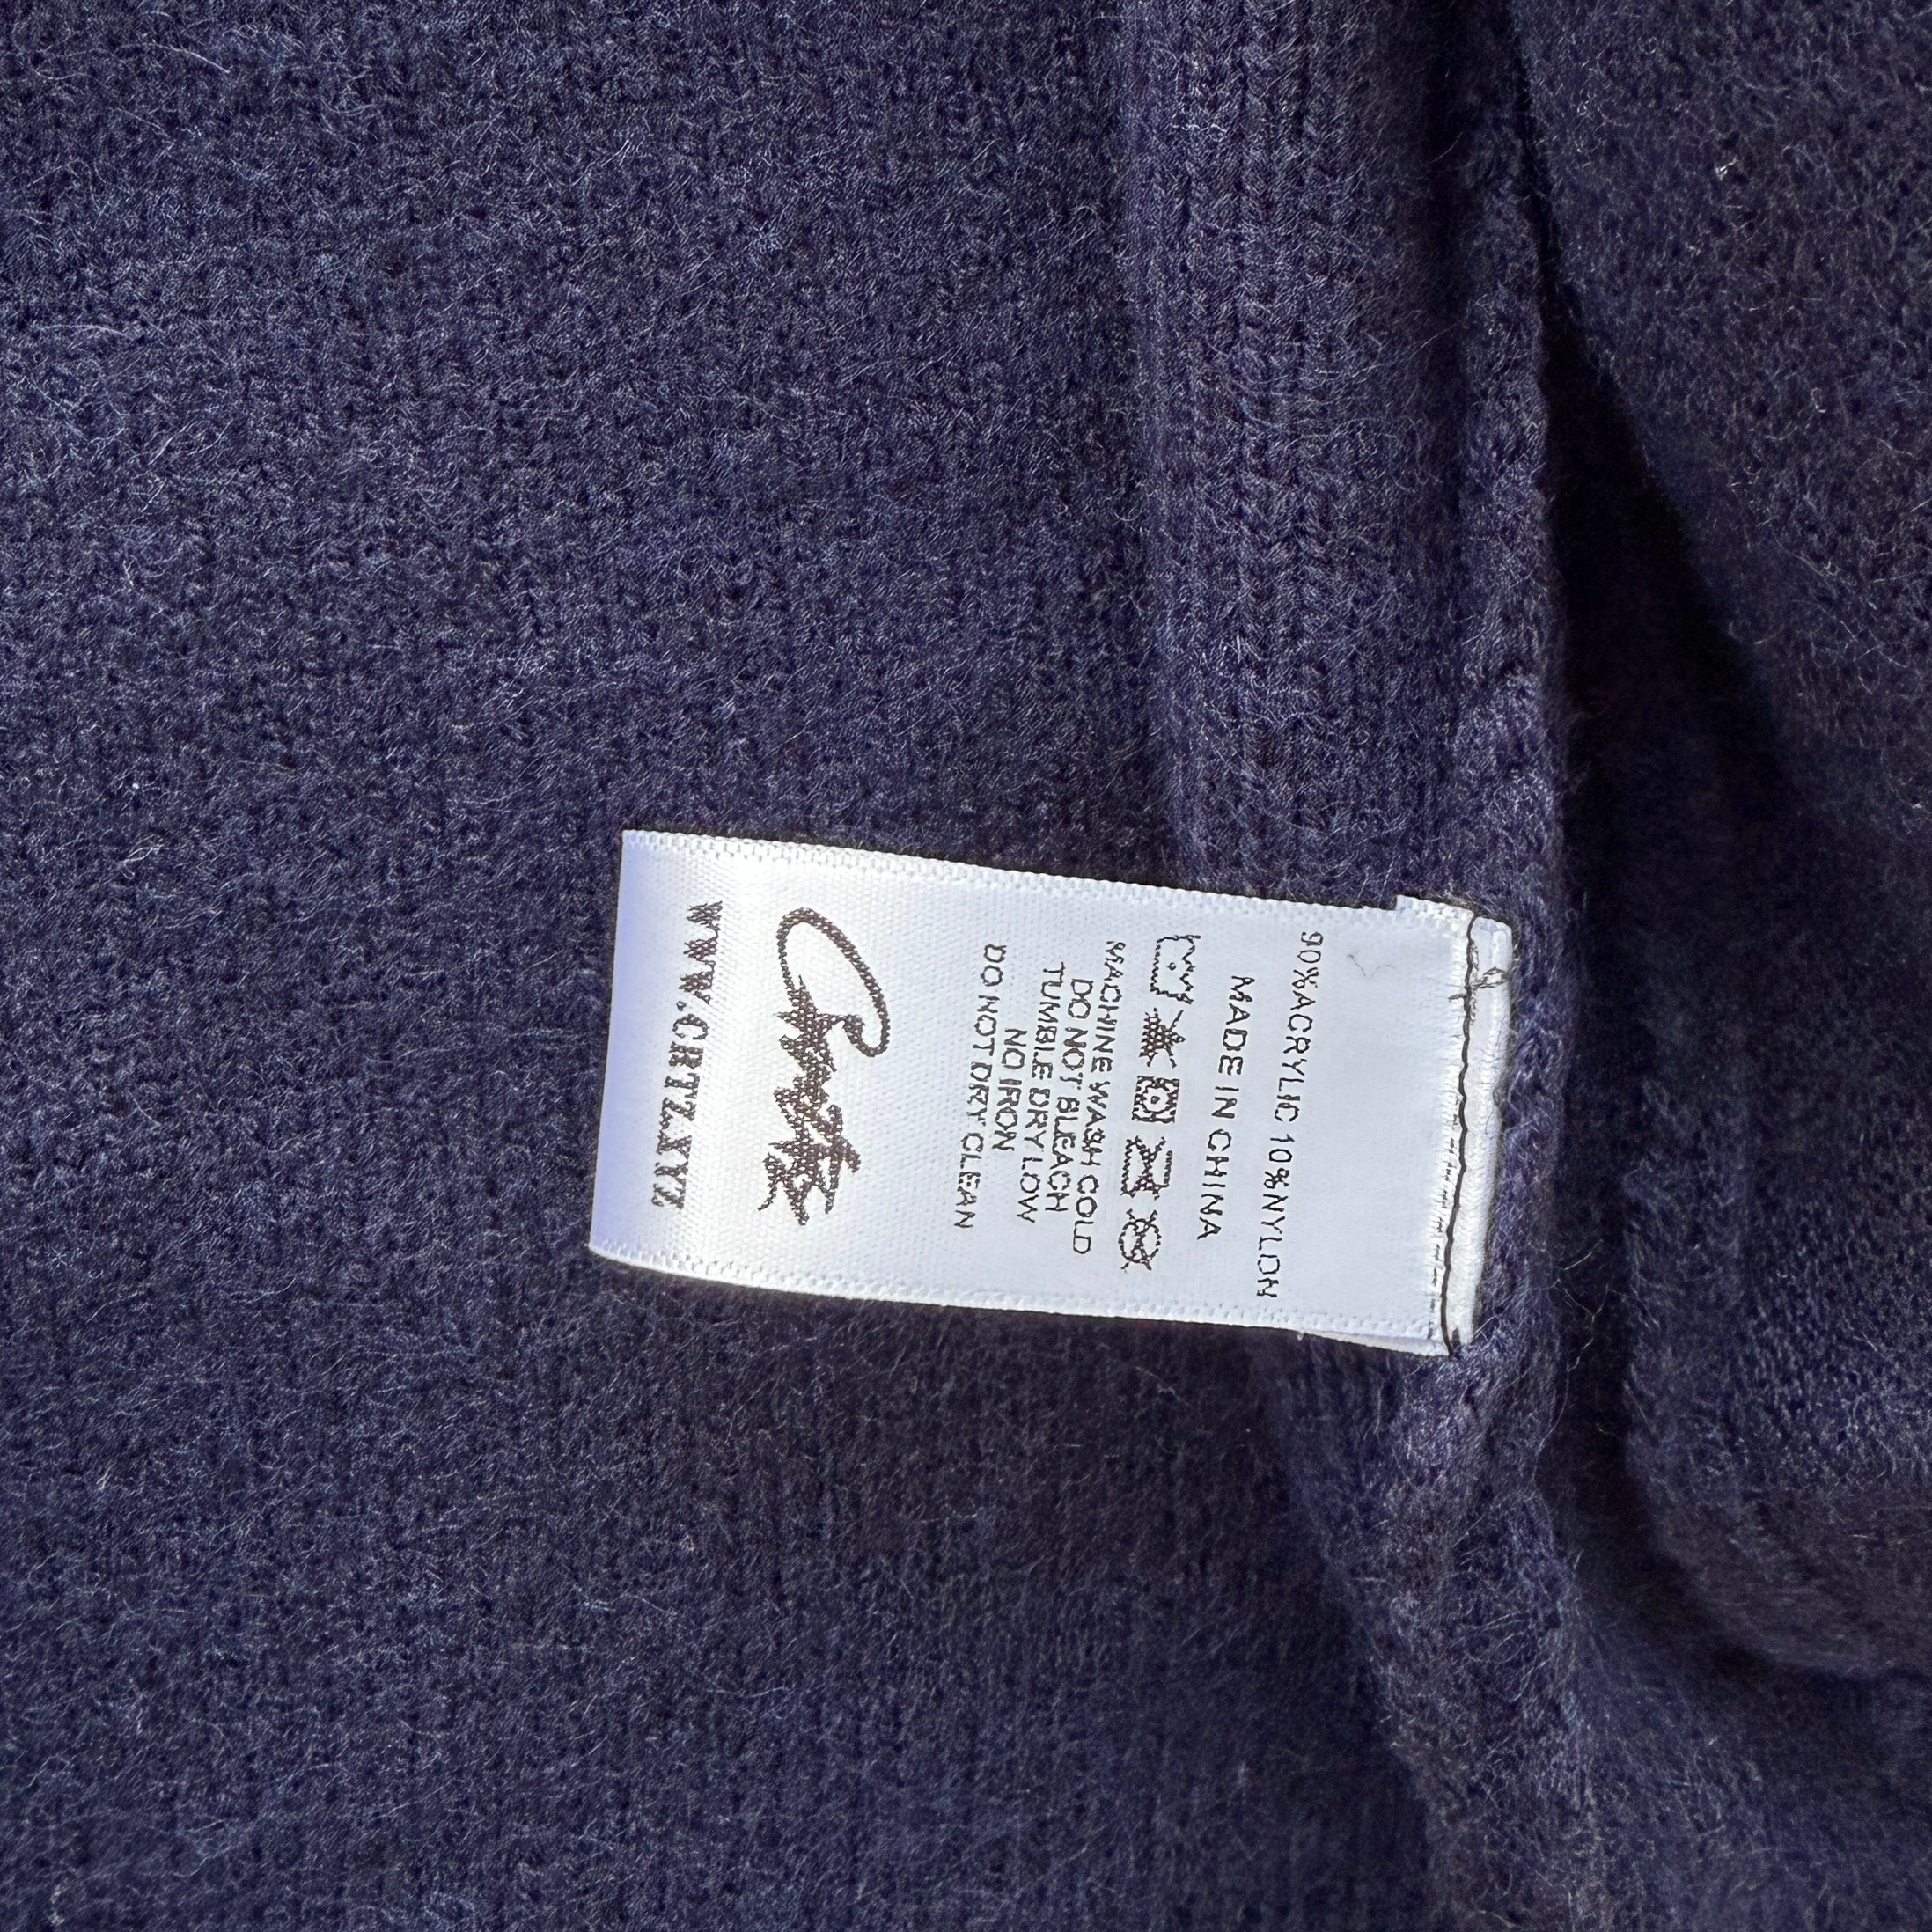 90%ACRYLIC 10%NYLON
MADE IN CHINA
MACHINE WASH COLD
DO NOT BLEACH
TUMBLE DRY LOW
NO IRON
DO NOT DRY CLEAN
Corteiz
WWW.CRTZ.XYZ